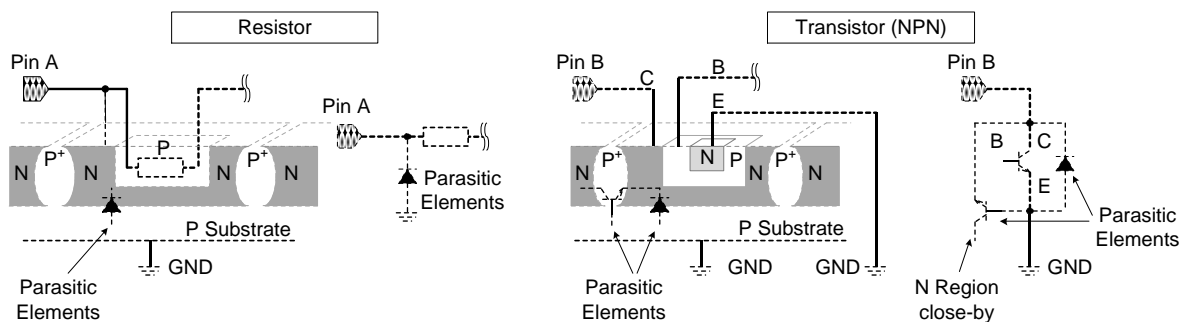 Resistor
Pin A
P
N
P+
N
N
P+
N
P Substrate
GND
Parasitic
Elements
Pin A
Parasitic
Elements
Transistor (NPN)
Pin B
C
B
E
N
P+
N
N
P
N
P+
N
P Substrate
GND
GND
Parasitic
Elements
Pin B
B
C
E
Parasitic
Elements
GND
N Region
close-by